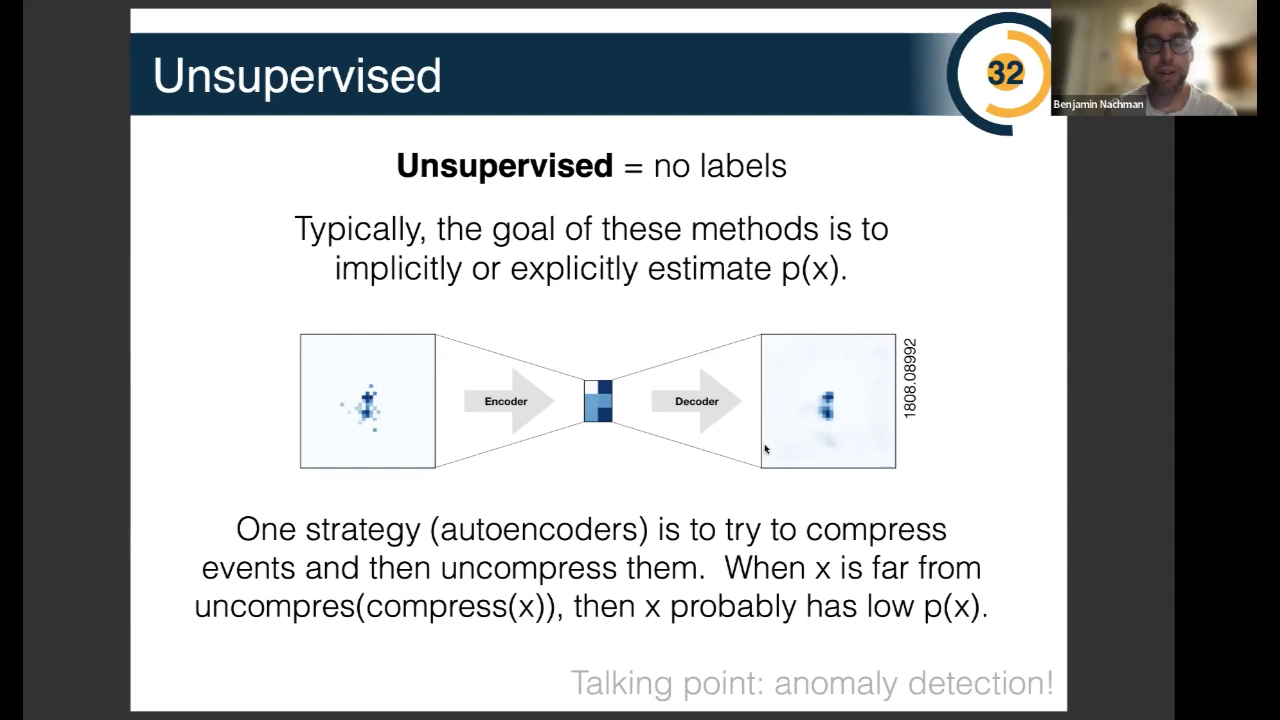 Unsupervised
32
Benjamin Nachman
Unsupervised = no labels
Typically, the goal of these methods is to
implicitly or explicitly estimate p(x).
Encoder
Decoder
1808.08992
One strategy (autoencoders) is to try to compress
events and then uncompress them. When x is far from
uncompres(compress(x)), then x probably has low p(x).
Talking point: anomaly detection!